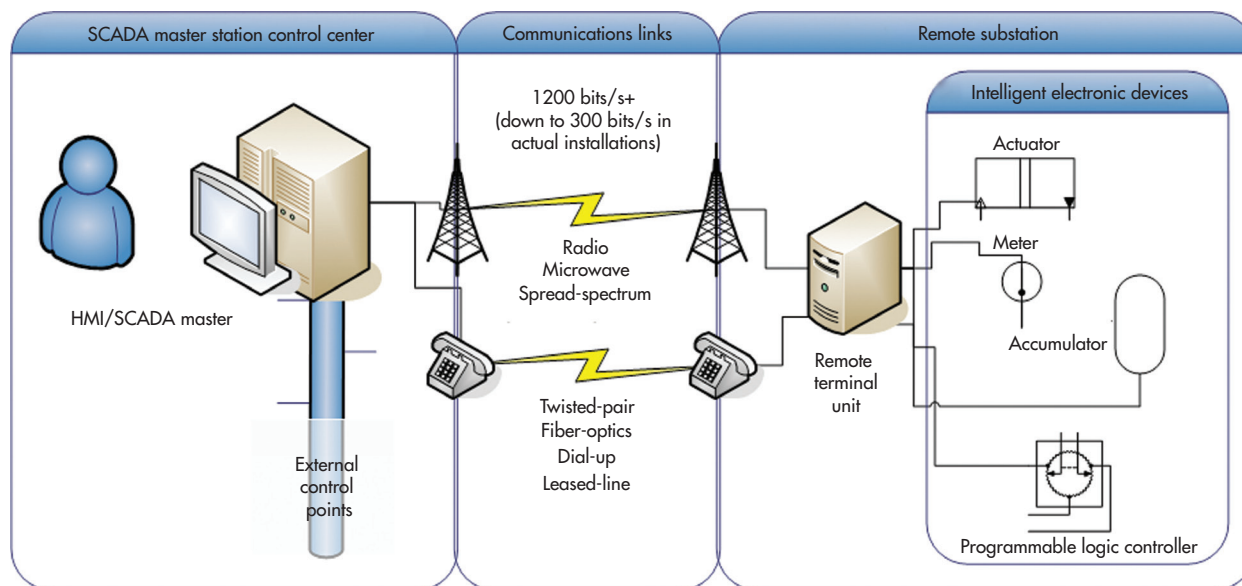 SCADA master station control center
Communications links
Remote substation
1200 bits/s+
(down to 300 bits/s in
actual installations)
Intelligent electronic devices
Actuator
Radio
Microwave
Spread-spectrum
Meter
HMI/SCADA master
Accumulator
Remote
terminal
unit
Twisted-pair
Fiber-optics
Dial-up
Leased-line
External
control
points
Programmable logic controller